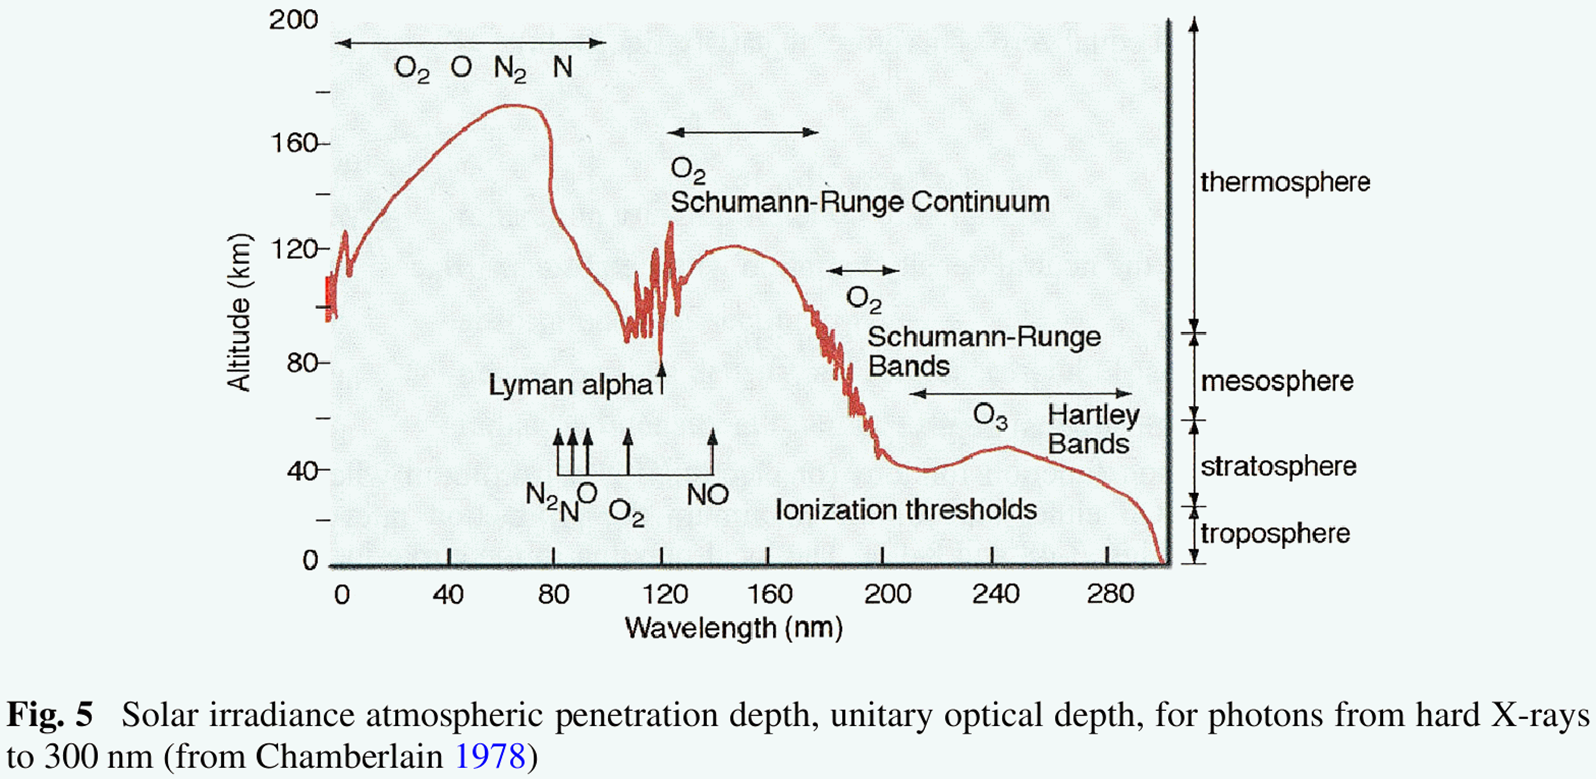 200
O₂ O N₂ N
160
O₂
Schumann-Runge Continuum
thermosphere
120
Altitude (km)
O₂
Schumann-Runge
Bands
80
Lyman alpha
mesosphere
O₃ Hartley
Bands
40
stratosphere
N₂ N O O₂ NO
Ionization thresholds
troposphere
0
0 40 80 120 160 200 240 280
Wavelength (nm)
Fig. 5 Solar irradiance atmospheric penetration depth, unitary optical depth, for photons from hard X-rays
to 300 nm (from Chamberlain 1978)